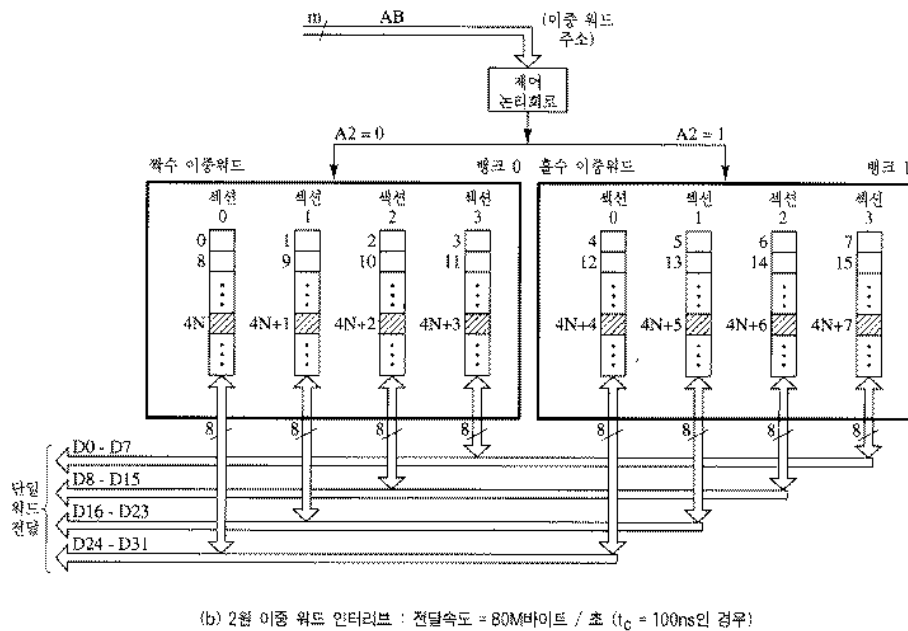 m AB (이중 워드
주소)
제어
논리회로
A2 = 0 A2 = 1
짝수 이중워드 뱅크 0 홀수 이중워드 뱅크 1
섹션 섹션 섹션 섹션 섹션 섹션 섹션 섹션
0 1 2 3 0 1 2 3
0 1 2 3 4 5 6 7
8 9 10 11 12 13 14 15
4N 4N+1 4N+2 4N+3 4N+4 4N+5 4N+6 4N+7
8 8 8 8 8 8 8 8
D0 - D7
D8 - D15
단일
워드
전달
D16 - D23
D24 - D31
(b) 2원 이중 워드 인터리브 : 전달속도 = 80M바이트 / 초 (tC = 100ns인 경우)